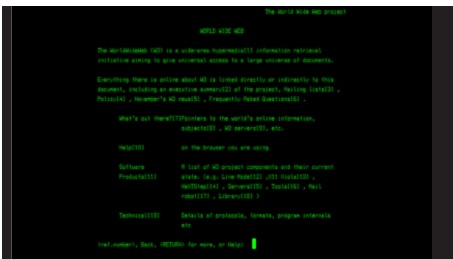 The World Wide Web project
WORLD WIDE WEB
The WorldWideWeb (W3) is a wide-area hypermedia[1] information retrieval
initiative aiming to give universal access to a large universe of documents.
Everything there is online about W3 is linked directly or indirectly to this
document, including an executive summary[2] of the project, Mailing lists[3] ,
Policy[4] , November's W3 news[5] , Frequently Asked Questions[6] .
What's out there?[7]Pointers to the world's online information,
subjects[8] , W3 servers[9], etc.
Help[10] on the browser you are using
Software A list of W3 project components and their current
Products[11] state. (e.g. Line Mode[12] ,X11 Viola[13] ,
NeXTStep[14] , Servers[15] , Tools[16] , Mail
robot[17] , Library[18] )
Technical[19] Details of protocols, formats, program internals
etc
<ref.number>, Back, <RETURN> for more, or Help: